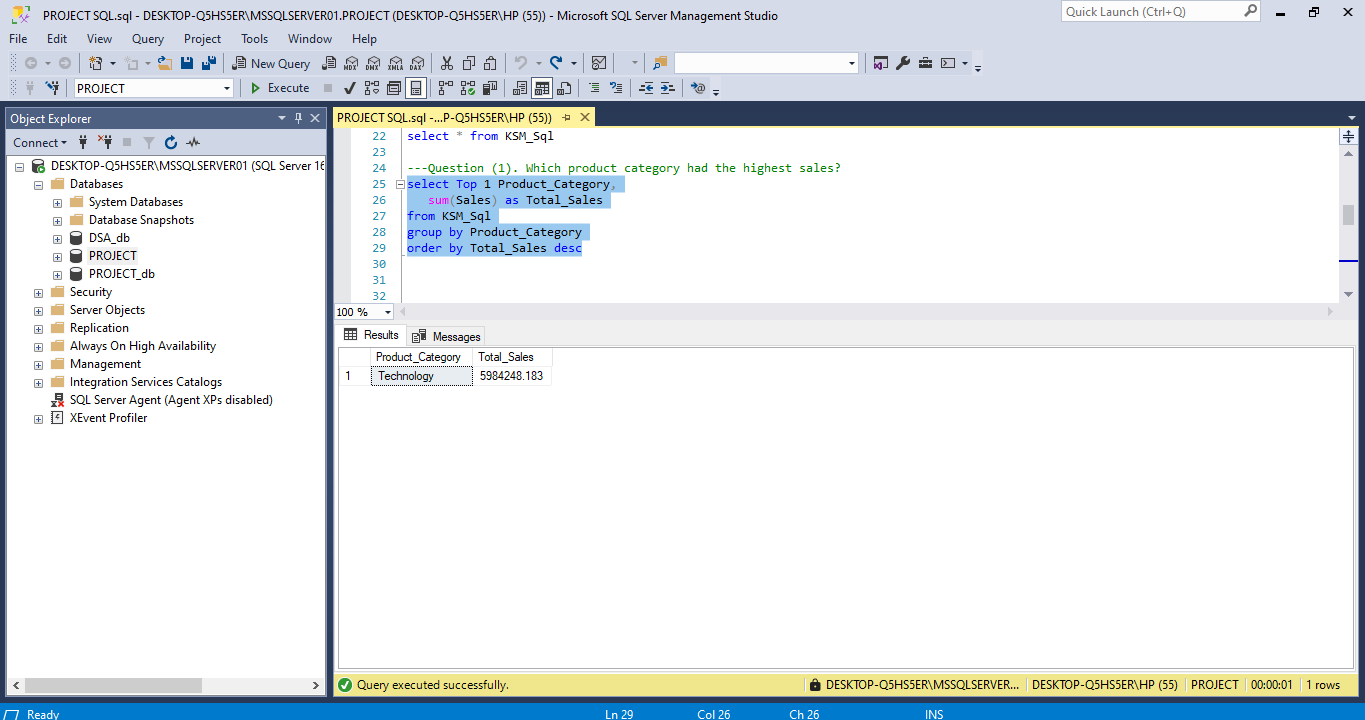 PROJECT SQL.sql - DESKTOP-Q5HS5ER\MSSQLSERVER01.PROJECT (DESKTOP-Q5HS5ER\HP (55)) - Microsoft SQL Server Management Studio
Quick Launch (Ctrl+Q)
File Edit View Query Project Tools Window Help
New Query MDX DMX XMLA DAX
PROJECT Execute
Object Explorer
Connect
DESKTOP-Q5HS5ER\MSSQLSERVER01 (SQL Server 16
Databases
System Databases
Database Snapshots
DSA_db
PROJECT
PROJECT_db
Security
Server Objects
Replication
Always On High Availability
Management
Integration Services Catalogs
SQL Server Agent (Agent XPs disabled)
XEvent Profiler
PROJECT SQL.sql -...P-Q5HS5ER\HP (55))
22 select * from KSM_Sql
23
24 ---Question (1). Which product category had the highest sales?
25 select Top 1 Product_Category,
26 sum(Sales) as Total_Sales
27 from KSM_Sql
28 group by Product_Category
29 order by Total_Sales desc
30
31
32
100 %
Results Messages
Product_Category Total_Sales
1 Technology 5984248.183
Query executed successfully. DESKTOP-Q5HS5ER\MSSQLSERVER... DESKTOP-Q5HS5ER\HP (55) PROJECT 00:00:01 1 rows
Ready Ln 29 Col 26 Ch 26 INS